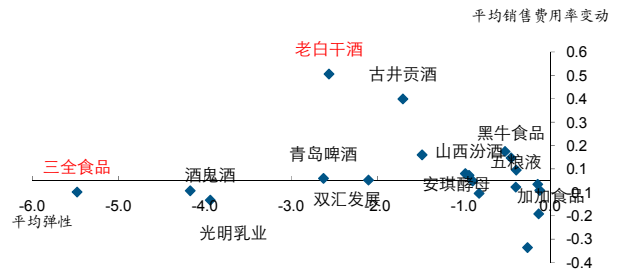 平均销售费用率变动
老白干酒
0.6
古井贡酒
0.5
0.4
0.3
黑牛食品
0.2
青岛啤酒
山西汾酒
五粮液
0.1
三全食品
酒鬼酒
安琪酵母
-6.0
-5.0
-4.0
-3.0
-2.0
-1.0
0.0
-0.1
双汇发展
加加食品
平均弹性
光明乳业
-0.2
-0.3
-0.4